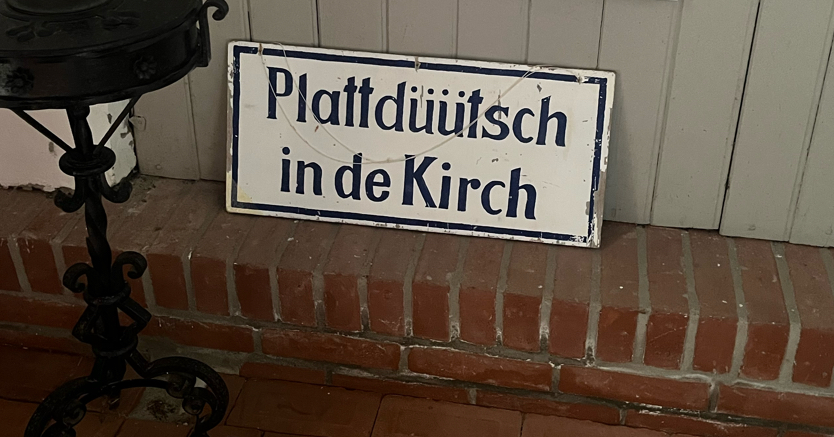 Plattdüütsch
in de Kirch